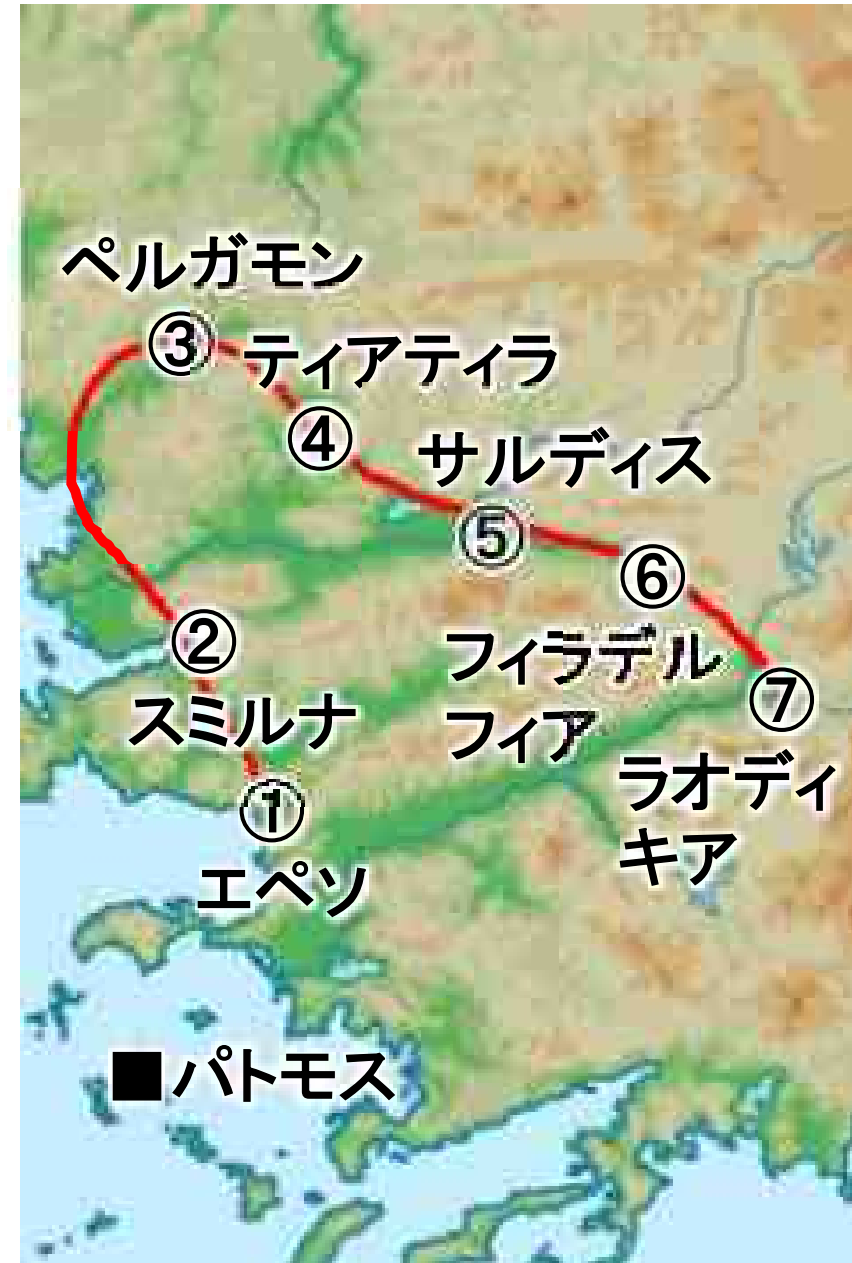 ペルガモン
③
ティアティラ
④
サルディス
⑤
⑥
②
フィラデル
フィア
スミルナ
⑦
①
ラオディ
キア
エペソ
■パトモス